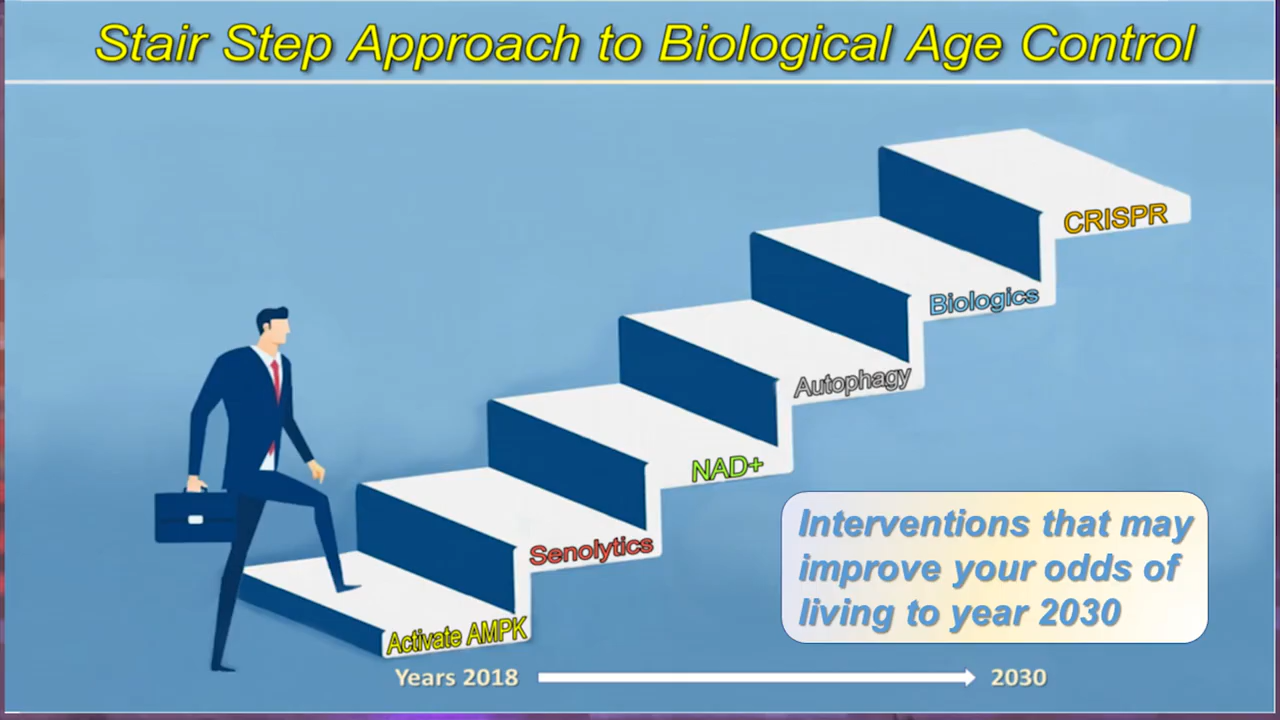 Stair Step Approach to Biological Age Control
CRISPR
Biologics
Autophagy
NAD+
Senolytics
Activate AMPK
Interventions that may
improve your odds of
living to year 2030
Years 2018
2030